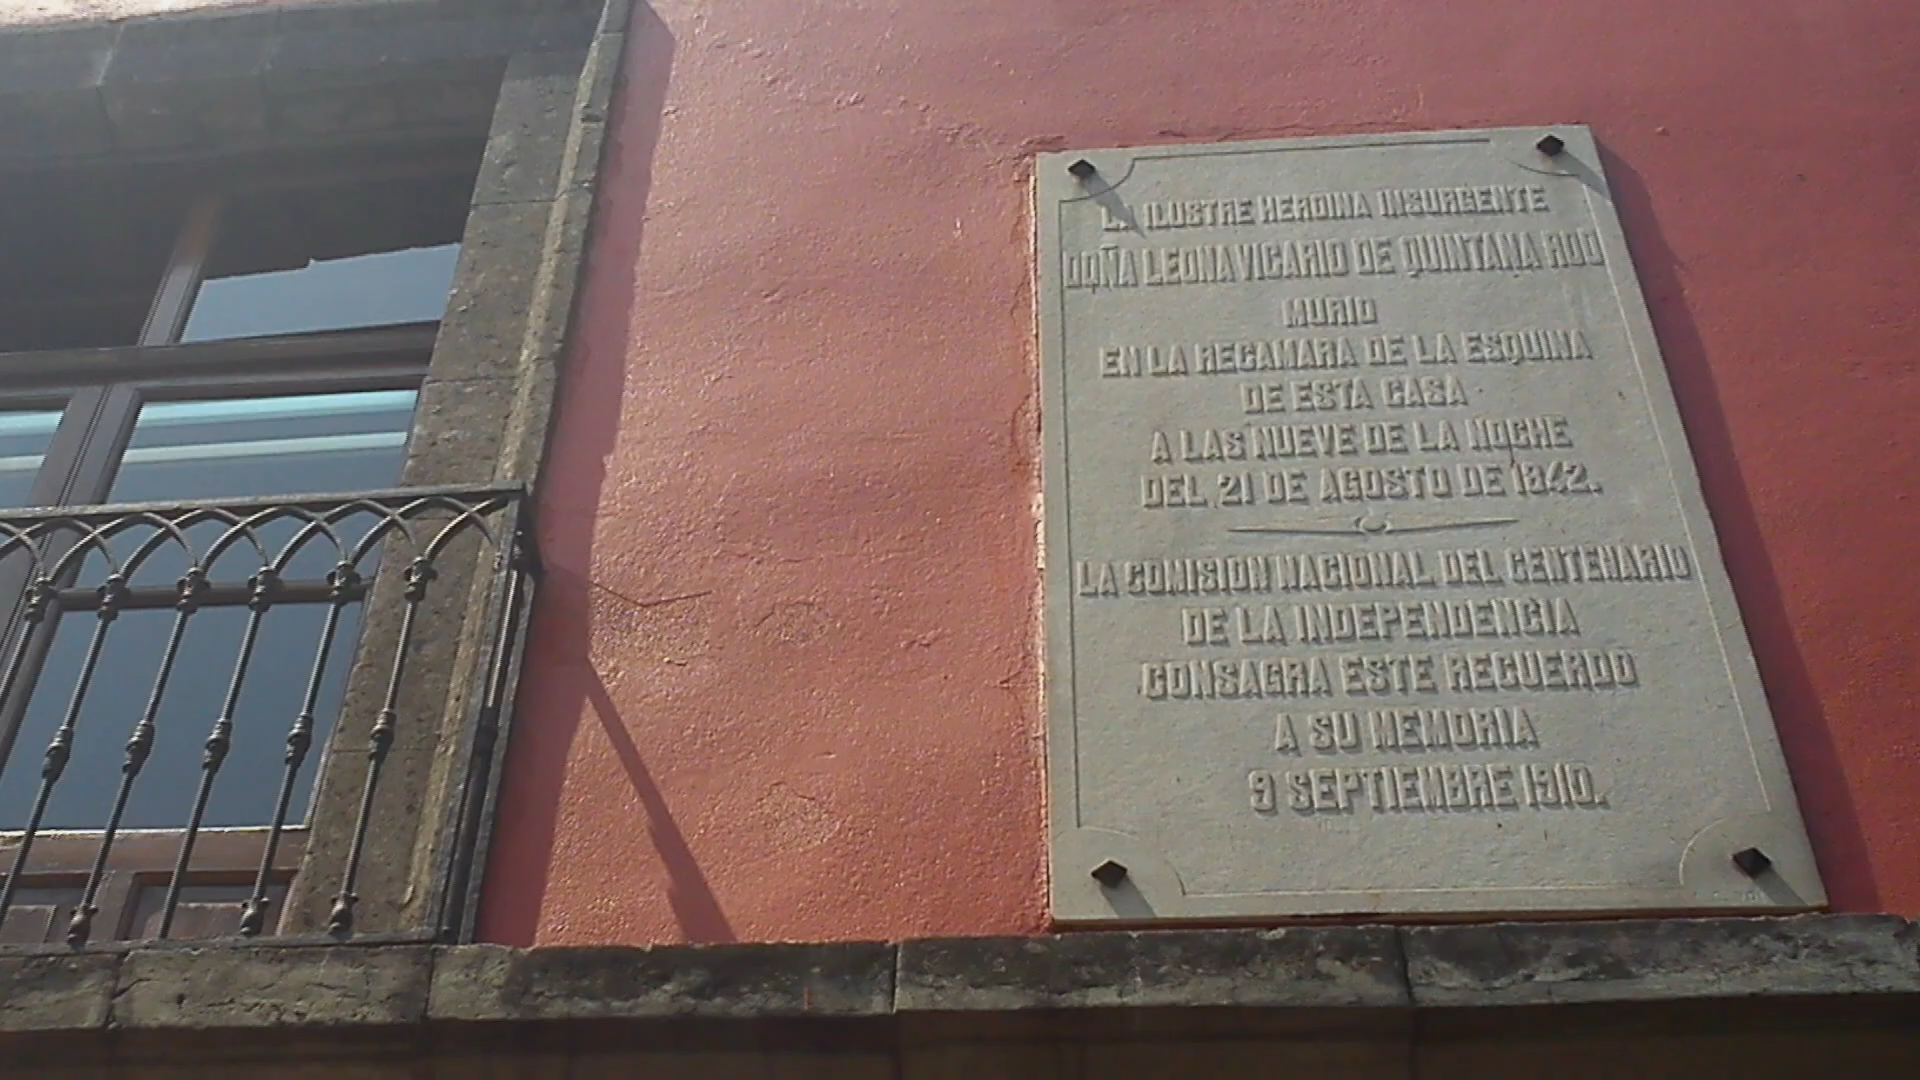 LA ILUSTRE HEROINA INSURGENTE
DOÑA LEONA VICARIO DE QUINTANA ROO
MURIO
EN LA RECAMARA DE LA ESQUINA
DE ESTA CASA
A LAS NUEVE DE LA NOCHE
DEL 21 DE AGOSTO DE 1842.
LA COMISION NACIONAL DEL CENTENARIO
DE LA INDEPENDENCIA
CONSAGRA ESTE RECUERDO
A SU MEMORIA
9 SEPTIEMBRE 1910.